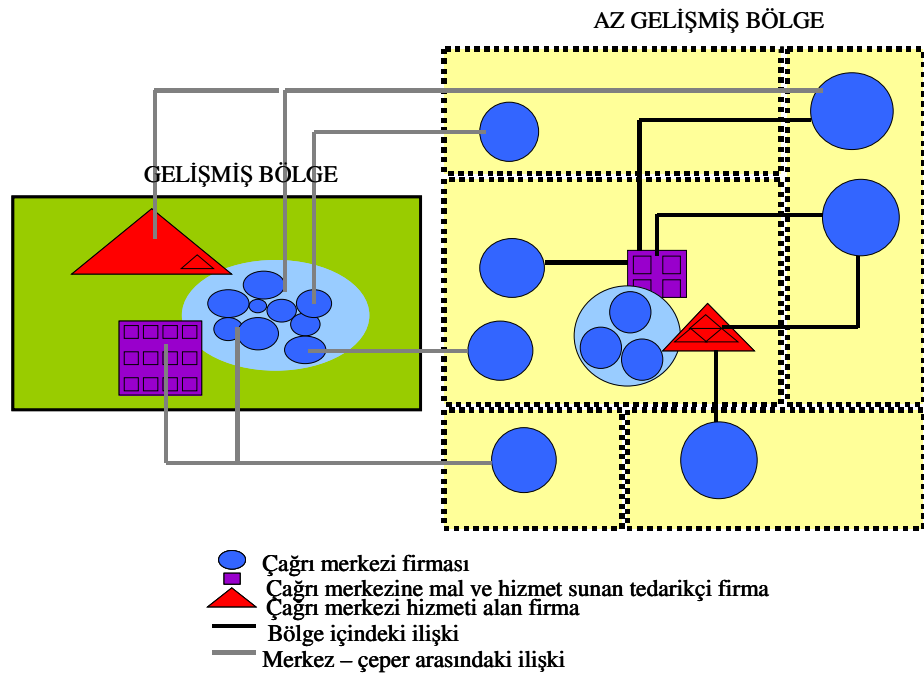 AZ GELİŞMİŞ BÖLGE
GELİŞMİŞ BÖLGE
Çağrı merkezi firması
Çağrı merkezine mal ve hizmet sunan tedarikçi firma
Çağrı merkezi hizmeti alan firma
Bölge içindeki ilişki
Merkez – çeper arasındaki ilişki